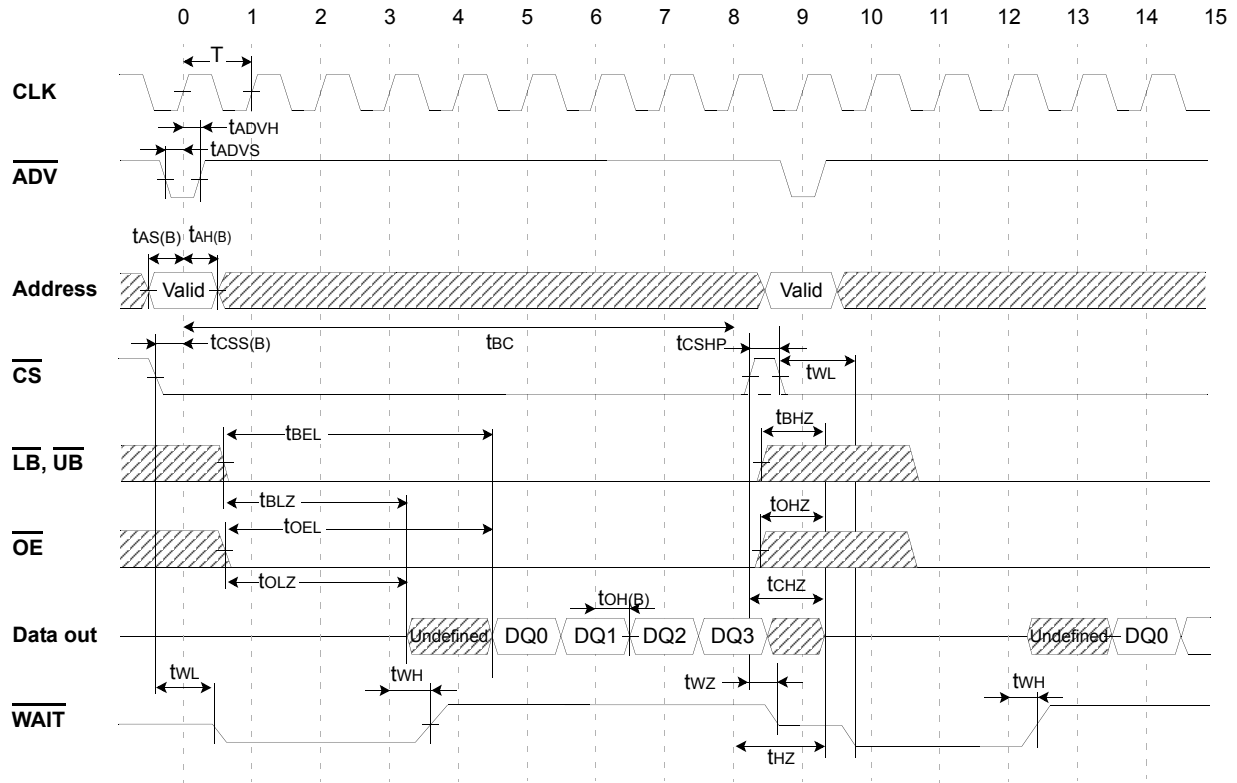 0 1 2 3 4 5 6 7 8 9 10 11 12 13 14 15
T
CLK
tADVH
tADVS
ADV
tAS(B) tAH(B)
Address Valid Valid
tCSS(B) tBC tCSHP
CS tWL
tBEL tBHZ
LB, UB
tBLZ
tOEL tOHZ
OE
tOLZ tCHZ
tOH(B)
Data out Undefined DQ0 DQ1 DQ2 DQ3 Undefined DQ0
tWL tWH tWZ tWH
WAIT
tHZ